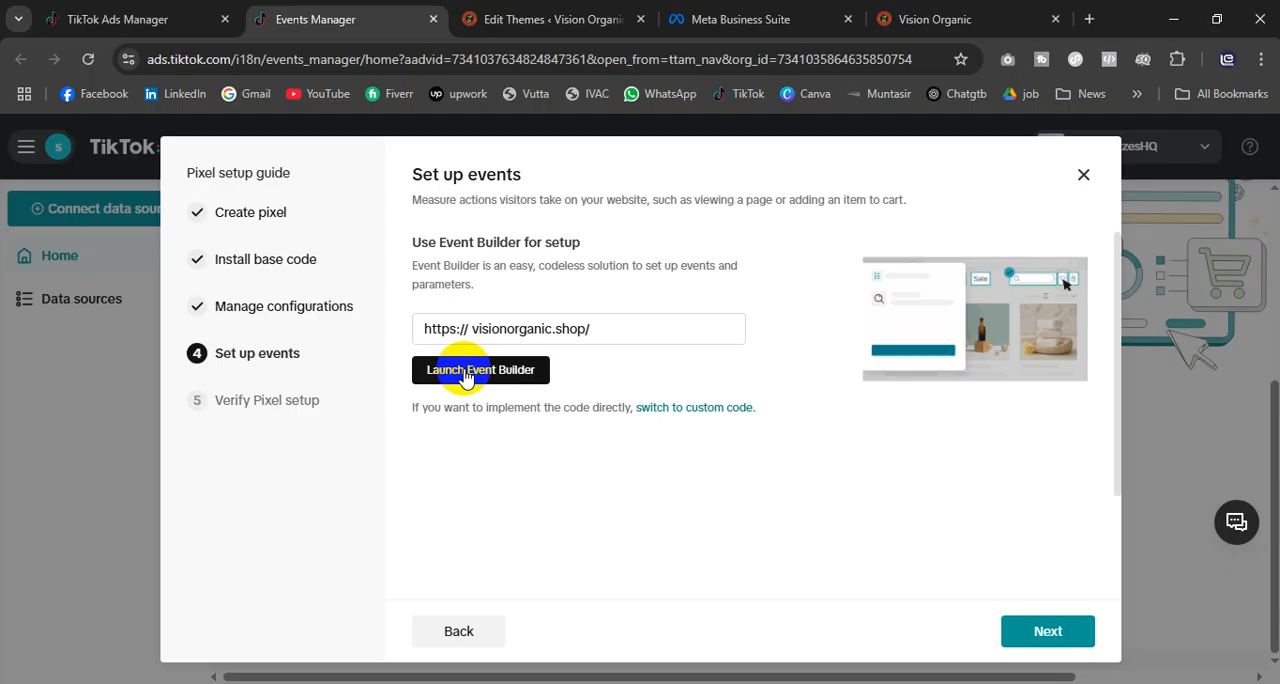 TikTok Ads Manager
Events Manager
Edit Themes ‹ Vision Organi
Meta Business Suite
Vision Organic
ads.tiktok.com/i18n/events_manager/home?aadvid=7341037634824847361&open_from=ttam_nav&org_id=7341035864635850754
Facebook LinkedIn Gmail YouTube Fiverr upwork Vutta IVAC WhatsApp TikTok Canva Muntasir Chatgtb job News » All Bookmarks
S TikTok: zesHQ
Connect data sour
Home
Data sources
Pixel setup guide
Create pixel
Install base code
Manage configurations
4 Set up events
5 Verify Pixel setup
Set up events
Measure actions visitors take on your website, such as viewing a page or adding an item to cart.
Use Event Builder for setup
Event Builder is an easy, codeless solution to set up events and
parameters.
https:// visionorganic.shop/
Launch Event Builder
If you want to implement the code directly, switch to custom code.
Sale
Back
Next